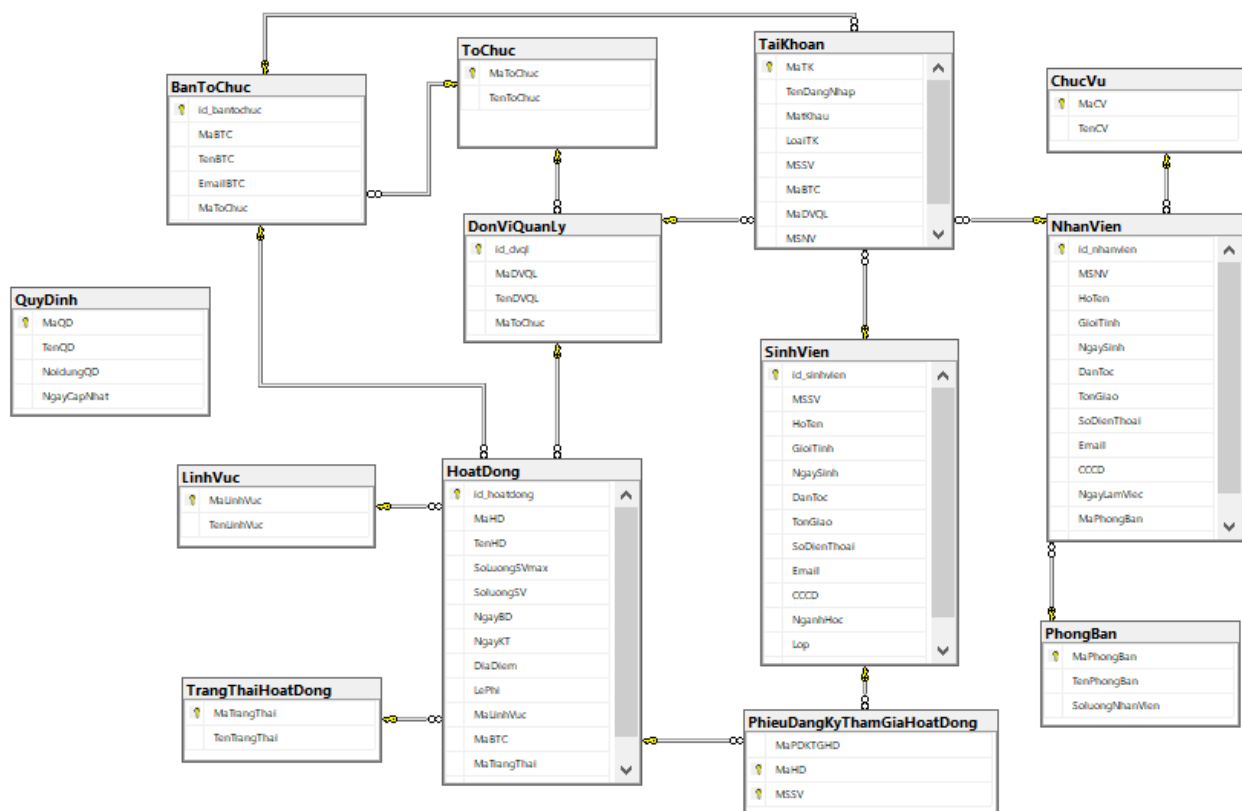 ToChuc
MaToChuc
TenToChuc
TaiKhoan
MaTK
TenDangNhap
MatKhau
LoaiTK
MSSV
MaBTC
MaDVQL
MSNV
ChucVu
MaCV
TenCV
BanToChuc
id_bantochuc
MaBTC
TenBTC
EmailBTC
MaToChuc
DonViQuanLy
id_dvql
MaDVQL
TenDVQL
MaToChuc
NhanVien
id_nhanvien
MSNV
HoTen
GioiTinh
NgaySinh
DanToc
TonGiao
SoDienThoai
Email
CCCD
NgayLamViec
MaPhongBan
QuyDinh
MaQD
TenQD
NoidungQD
NgayCapNhat
SinhVien
id_sinhvien
MSSV
HoTen
GioiTinh
NgaySinh
DanToc
TonGiao
SoDienThoai
Email
CCCD
NganhHoc
Lop
LinhVuc
MaLinhVuc
TenLinhVuc
HoatDong
id_hoatdong
MaHD
TenHD
SoLuongSVmax
SoluongSV
NgayBD
NgayKT
DiaDiem
LePhi
MaLinhVuc
MaBTC
MaTrangThai
PhongBan
MaPhongBan
TenPhongBan
SoluongNhanVien
TrangThaiHoatDong
MaTrangThai
TenTrangThai
PhieuDangKyThamGiaHoatDong
MaPDKTGHD
MaHD
MSSV